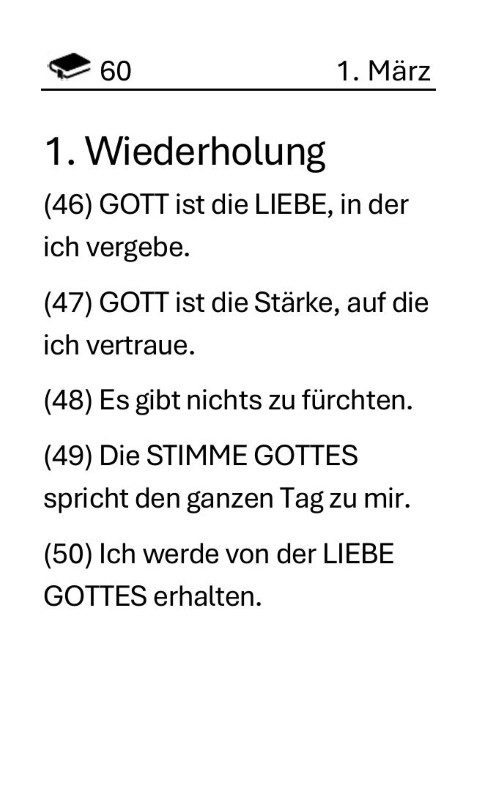 60 1. März
1. Wiederholung
(46) GOTT ist die LIEBE, in der
ich vergebe.
(47) GOTT ist die Stärke, auf die
ich vertraue.
(48) Es gibt nichts zu fürchten.
(49) Die STIMME GOTTES
spricht den ganzen Tag zu mir.
(50) Ich werde von der LIEBE
GOTTES erhalten.